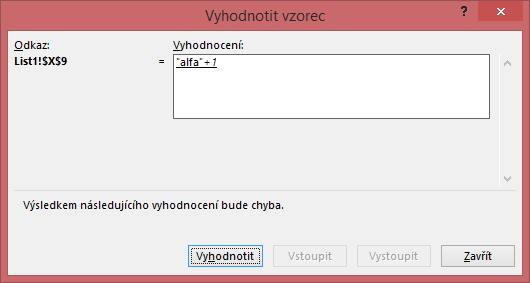 Vyhodnotit vzorec
?
Odkaz:
Vyhodnocení:
List1!$X$9 = "alfa"+1
Výsledkem následujícího vyhodnocení bude chyba.
Vyhodnotit Vstoupit Vystoupit Zavřít